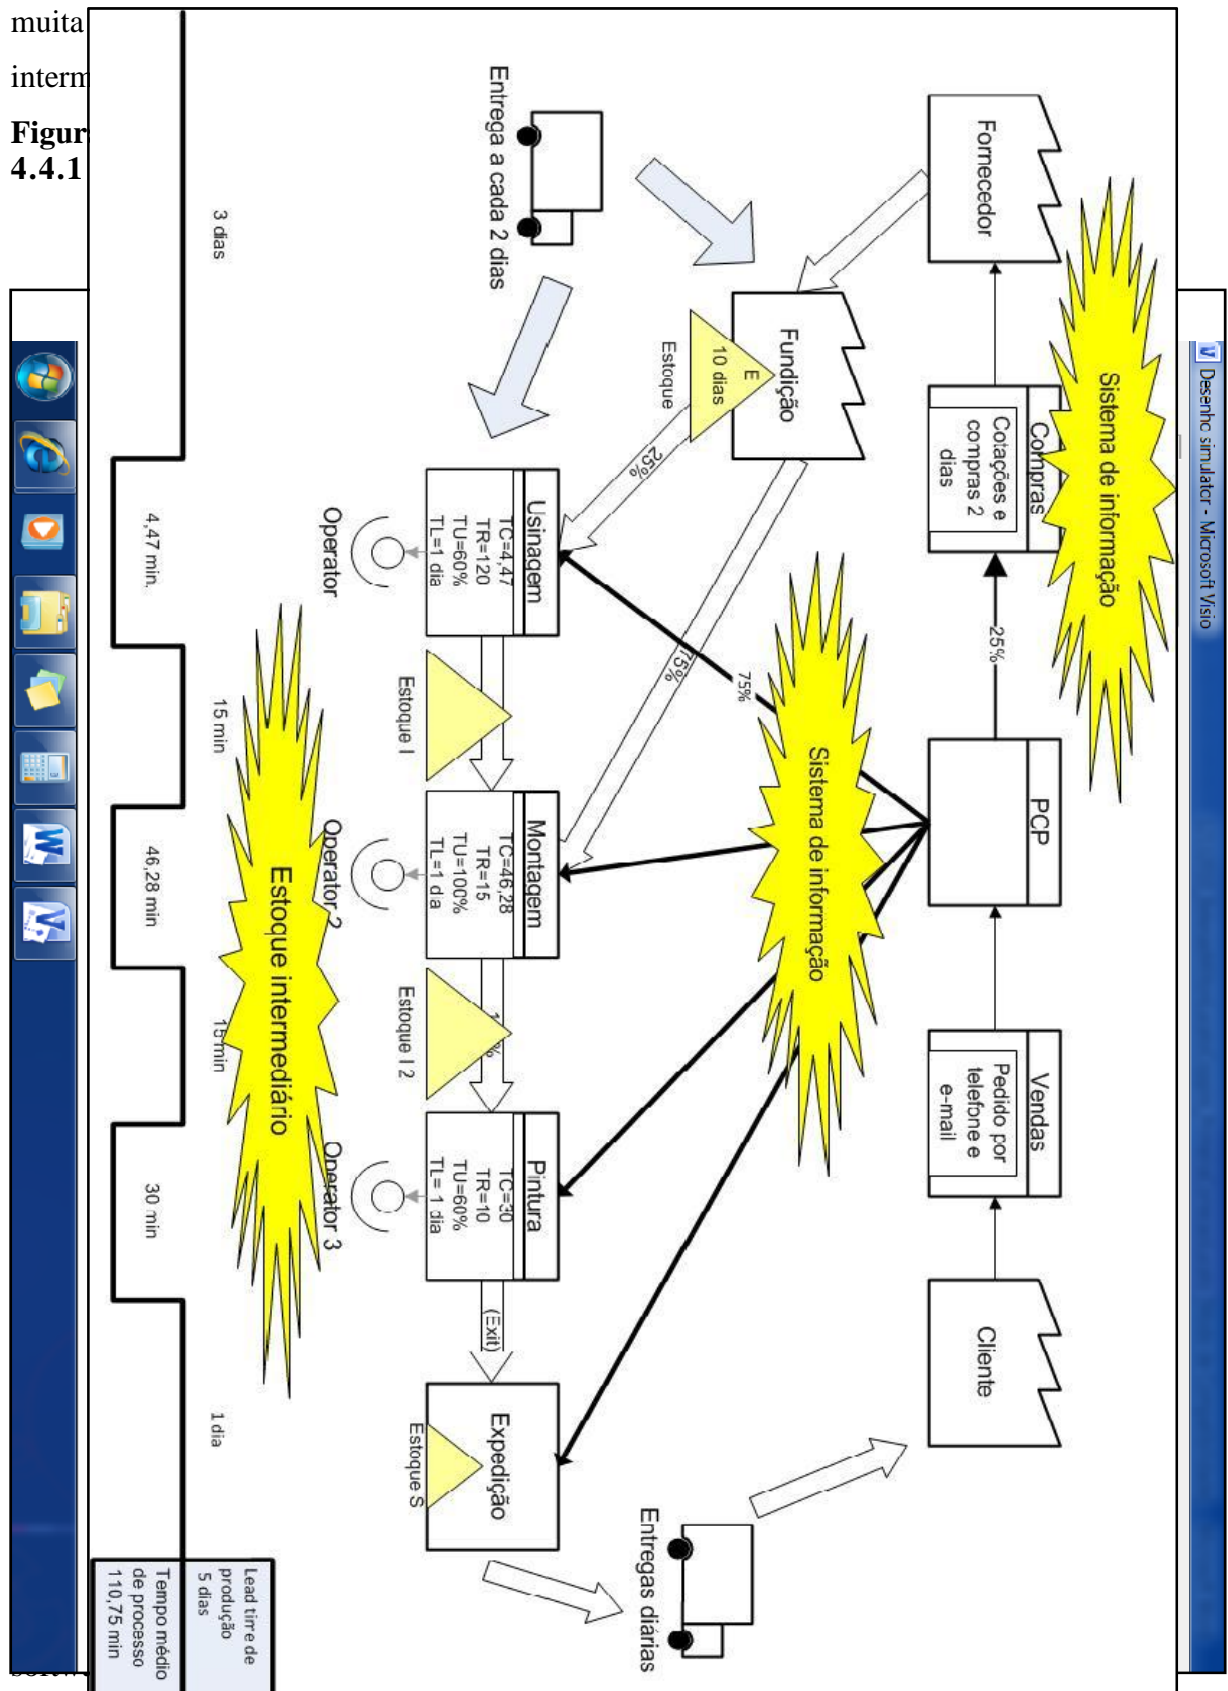 muita
interm
Figur
4.4.1
Desenho simulator - Microsoft Visio
Sistema de informação
Fornecedor
Compras
Cotações e
compras 2
dias
25%
PCP
Vendas
Pedido por
telefone e
e-mail
Cliente
Sistema de informação
75%
Entrega a cada 2 dias
Fundição
E
10 dias
Estoque
25%
75%
Usinagem
TC=4,47
TR=120
TU=60%
TL=1 dia
Operator
Estoque I
Montagem
TC=46,28
TR=15
TU=100%
TL=1 dia
Operator 2
Estoque I 2
Pintura
TC=30
TR=10
TU=60%
TL= 1 dia
Operator 3
(Exit)
Expedição
Estoque S
Entregas diárias
Estoque intermediário
3 dias
4,47 min.
15 min
46,28 min
15 min
30 min
1 dia
Lead time de
produção
5 dias
Tempo médio
de processo
110,75 min